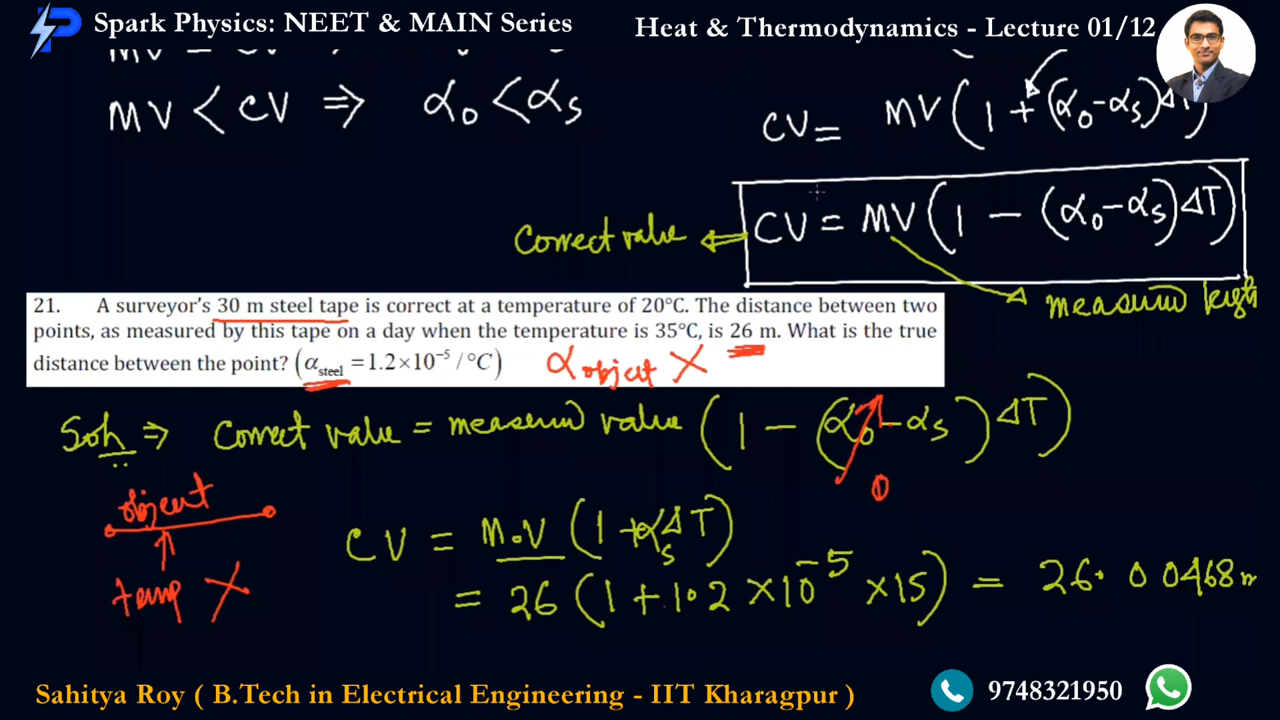 Spark Physics: NEET & MAIN Series
Heat & Thermodynamics - Lecture 01/12
MV < CV ⇒ α₀ < αₛ
CV = MV(1 + (α₀-αₛ)ΔT)
CV = MV(1 - (α₀-αₛ)ΔT)
Correct value
measured length
21. A surveyor's 30 m steel tape is correct at a temperature of 20°C. The distance between two
points, as measured by this tape on a day when the temperature is 35°C, is 26 m. What is the true
distance between the point? (α_steel = 1.2×10⁻⁵ / °C)
α object X
Soln ⇒ Correct value = measured value (1 - (α₀-αₛ)ΔT)
0
object
temp X
CV = M.V (1+αₛΔT)
= 26 (1 + 1.2 × 10⁻⁵ × 15) = 26.00468 m
Sahitya Roy ( B.Tech in Electrical Engineering - IIT Kharagpur )
9748321950